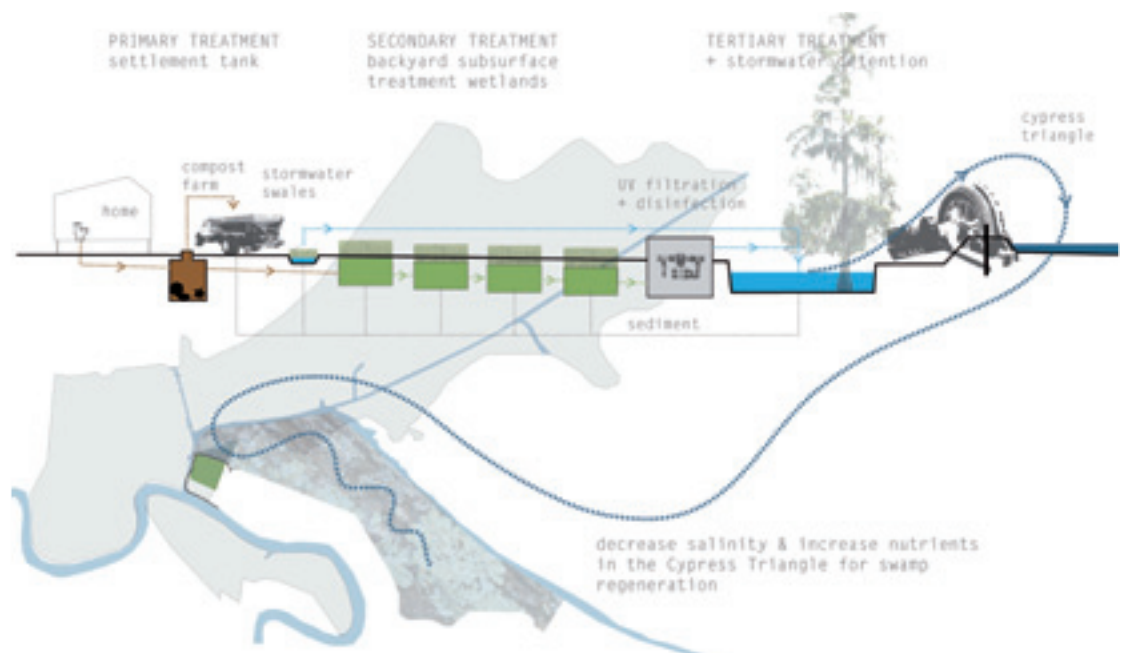 PRIMARY TREATMENT
settlement tank
SECONDARY TREATMENT
backyard subsurface
treatment wetlands
TERTIARY TREATMENT
+ stormwater detention
cypress
triangle
compost
farm
stormwater
swales
UV filtration
+ disinfection
home
sediment
decrease salinity & increase nutrients
in the Cypress Triangle for swamp
regeneration